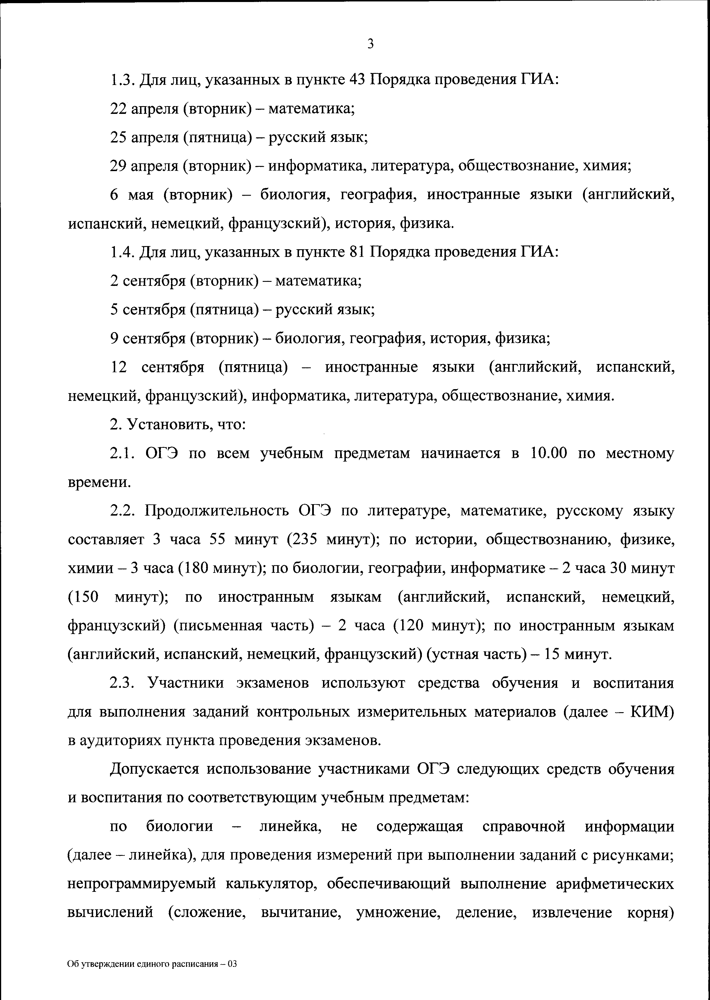 3
1.3. Для лиц, указанных в пункте 43 Порядка проведения ГИА:
22 апреля (вторник) – математика;
25 апреля (пятница) – русский язык;
29 апреля (вторник) – информатика, литература, обществознание, химия;
6 мая (вторник) – биология, география, иностранные языки (английский,
испанский, немецкий, французский), история, физика.
1.4. Для лиц, указанных в пункте 81 Порядка проведения ГИА:
2 сентября (вторник) – математика;
5 сентября (пятница) – русский язык;
9 сентября (вторник) – биология, география, история, физика;
12 сентября (пятница) – иностранные языки (английский, испанский,
немецкий, французский), информатика, литература, обществознание, химия.
2. Установить, что:
2.1. ОГЭ по всем учебным предметам начинается в 10.00 по местному
времени.
2.2. Продолжительность ОГЭ по литературе, математике, русскому языку
составляет 3 часа 55 минут (235 минут); по истории, обществознанию, физике,
химии – 3 часа (180 минут); по биологии, географии, информатике – 2 часа 30 минут
(150 минут); по иностранным языкам (английский, испанский, немецкий,
французский) (письменная часть) – 2 часа (120 минут); по иностранным языкам
(английский, испанский, немецкий, французский) (устная часть) – 15 минут.
2.3. Участники экзаменов используют средства обучения и воспитания
для выполнения заданий контрольных измерительных материалов (далее – КИМ)
в аудиториях пункта проведения экзаменов.
Допускается использование участниками ОГЭ следующих средств обучения
и воспитания по соответствующим учебным предметам:
по биологии – линейка, не содержащая справочной информации
(далее – линейка), для проведения измерений при выполнении заданий с рисунками;
непрограммируемый калькулятор, обеспечивающий выполнение арифметических
вычислений (сложение, вычитание, умножение, деление, извлечение корня)
Об утверждении единого расписания – 03